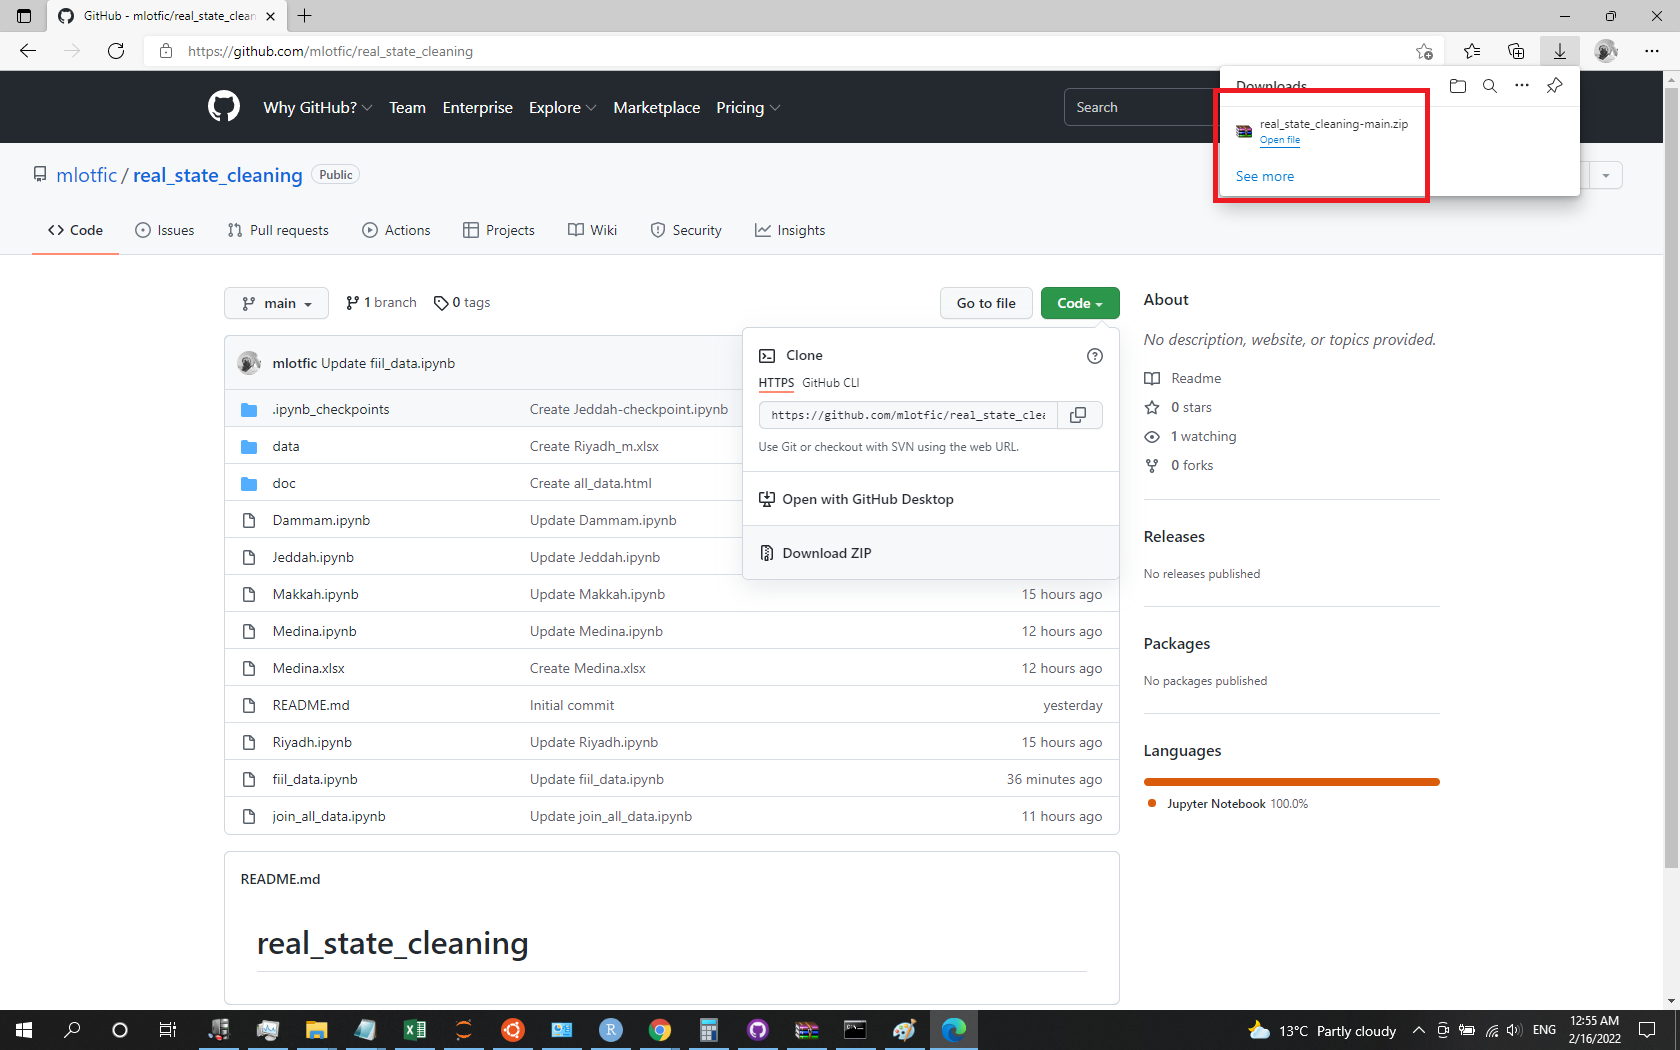 GitHub - mlotfic/real_state_clean
https://github.com/mlotfic/real_state_cleaning
Why GitHub? Team Enterprise Explore Marketplace Pricing
Search
Downloads
real_state_cleaning-main.zip
Open file
See more
mlotfic / real_state_cleaning Public
Code Issues Pull requests Actions Projects Wiki Security Insights
main 1 branch 0 tags Go to file Code
mlotfic Update fiil_data.ipynb
.ipynb_checkpoints Create Jeddah-checkpoint.ipynb
data Create Riyadh_m.xlsx
doc Create all_data.html
Dammam.ipynb Update Dammam.ipynb
Jeddah.ipynb Update Jeddah.ipynb
Makkah.ipynb Update Makkah.ipynb 15 hours ago
Medina.ipynb Update Medina.ipynb 12 hours ago
Medina.xlsx Create Medina.xlsx 12 hours ago
README.md Initial commit yesterday
Riyadh.ipynb Update Riyadh.ipynb 15 hours ago
fiil_data.ipynb Update fiil_data.ipynb 36 minutes ago
join_all_data.ipynb Update join_all_data.ipynb 11 hours ago
Clone
HTTPS GitHub CLI
https://github.com/mlotfic/real_state_clea
Use Git or checkout with SVN using the web URL.
Open with GitHub Desktop
Download ZIP
About
No description, website, or topics provided.
Readme
0 stars
1 watching
0 forks
Releases
No releases published
Packages
No packages published
Languages
Jupyter Notebook 100.0%
README.md
real_state_cleaning
13°C Partly cloudy
ENG
12:55 AM
2/16/2022